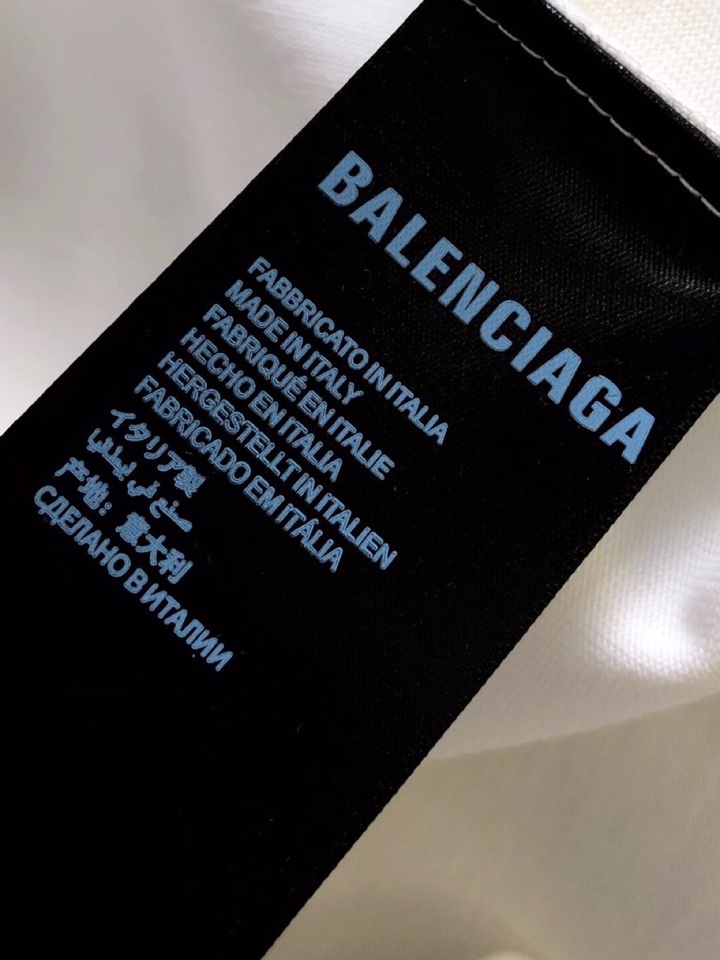 BALENCIAGA
FABBRICATO IN ITALIA
MADE IN ITALY
FABRIQUÉ EN ITALIE
HECHO EN ITALIA
HERGESTELLT IN ITALIEN
FABRICADO EM ITÁLIA
イタリア製
صنع في
产地：意大利
СДЕЛАНО В ИТАЛИИ